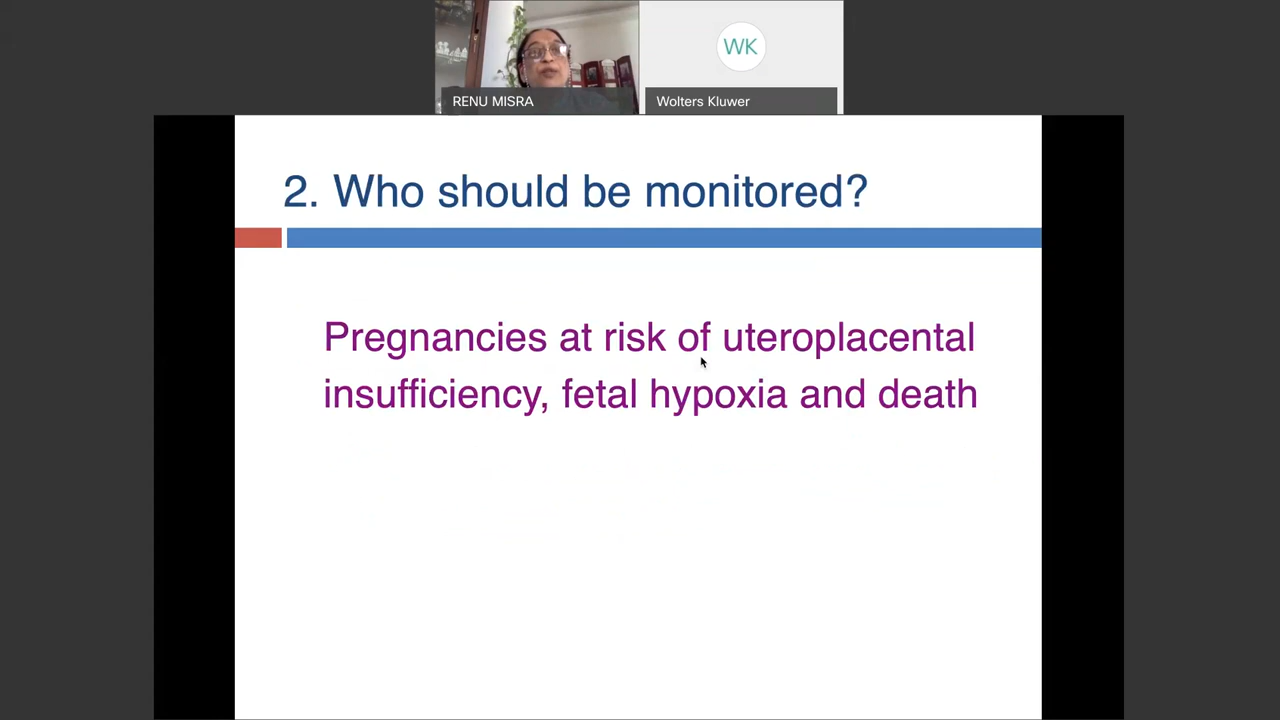 RENU MISRA
WK
Wolters Kluwer
2. Who should be monitored?
Pregnancies at risk of uteroplacental
insufficiency, fetal hypoxia and death